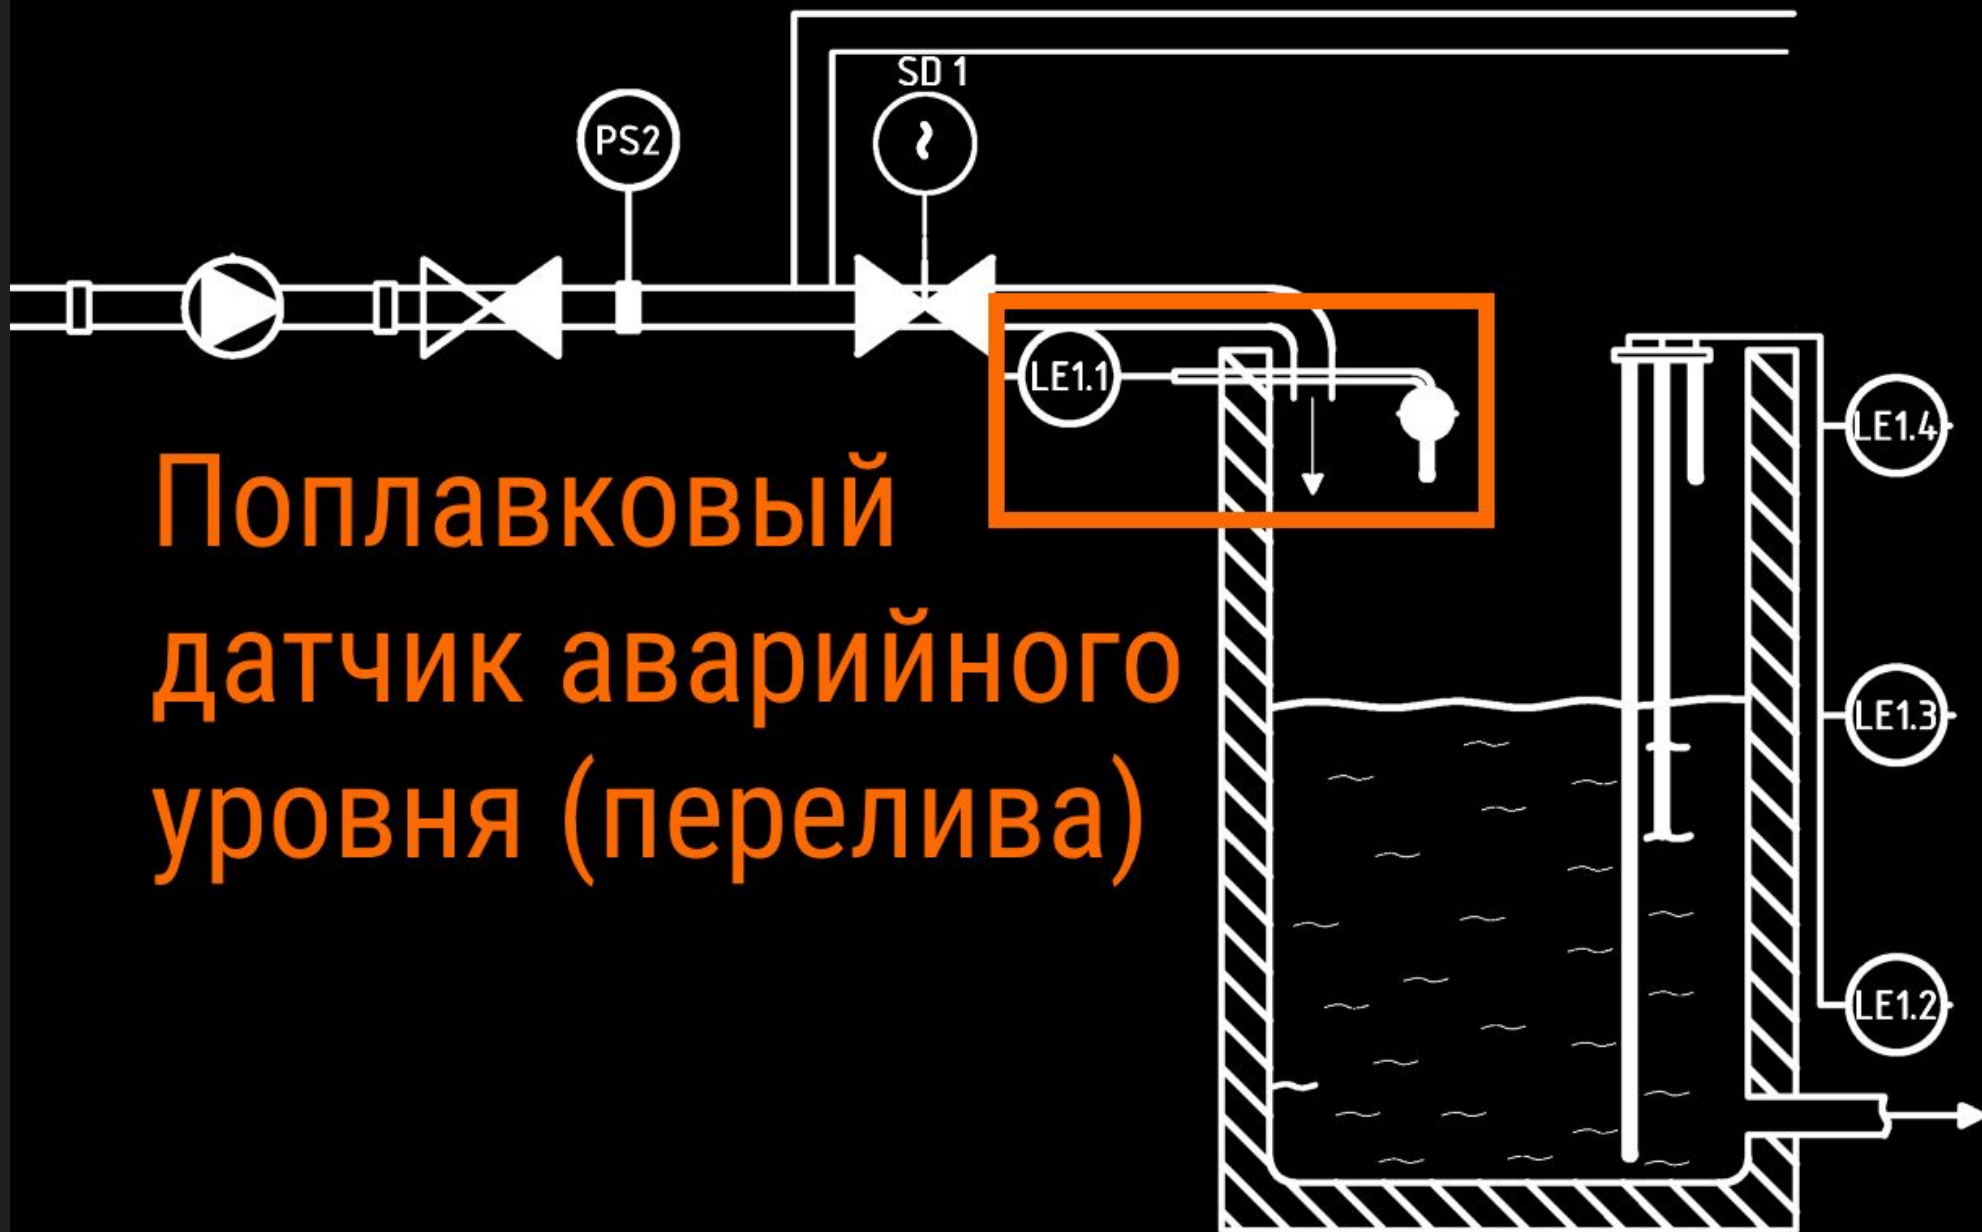 SD 1
PS2
LE1.1
LE1.4
Поплавковый
датчик аварийного
уровня (перелива)
LE1.3
LE1.2